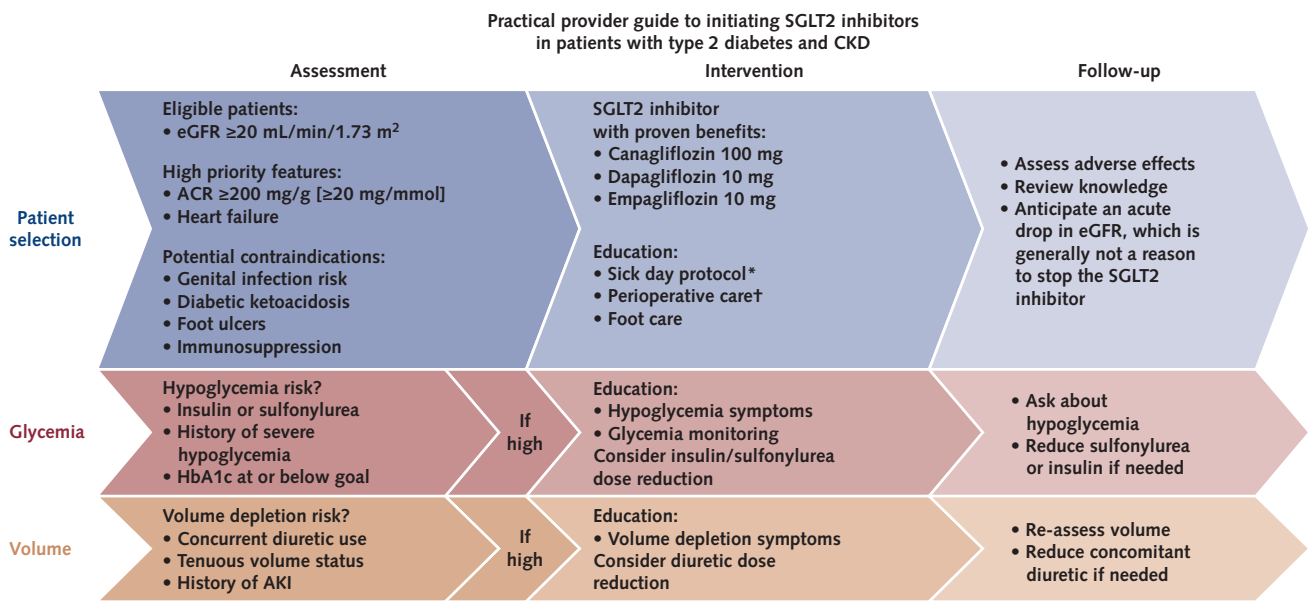 Practical provider guide to initiating SGLT2 inhibitors
in patients with type 2 diabetes and CKD
Assessment
Intervention
Follow-up
Patient
selection
Eligible patients:
• eGFR ≥20 mL/min/1.73 m²
High priority features:
• ACR ≥200 mg/g [≥20 mg/mmol]
• Heart failure
Potential contraindications:
• Genital infection risk
• Diabetic ketoacidosis
• Foot ulcers
• Immunosuppression
SGLT2 inhibitor
with proven benefits:
• Canagliflozin 100 mg
• Dapagliflozin 10 mg
• Empagliflozin 10 mg
Education:
• Sick day protocol*
• Perioperative care†
• Foot care
• Assess adverse effects
• Review knowledge
• Anticipate an acute
drop in eGFR, which is
generally not a reason
to stop the SGLT2
inhibitor
Glycemia
Hypoglycemia risk?
• Insulin or sulfonylurea
• History of severe
hypoglycemia
• HbA1c at or below goal
If
high
Education:
• Hypoglycemia symptoms
• Glycemia monitoring
Consider insulin/sulfonylurea
dose reduction
• Ask about
hypoglycemia
• Reduce sulfonylurea
or insulin if needed
Volume
Volume depletion risk?
• Concurrent diuretic use
• Tenuous volume status
• History of AKI
If
high
Education:
• Volume depletion symptoms
Consider diuretic dose
reduction
• Re-assess volume
• Reduce concomitant
diuretic if needed